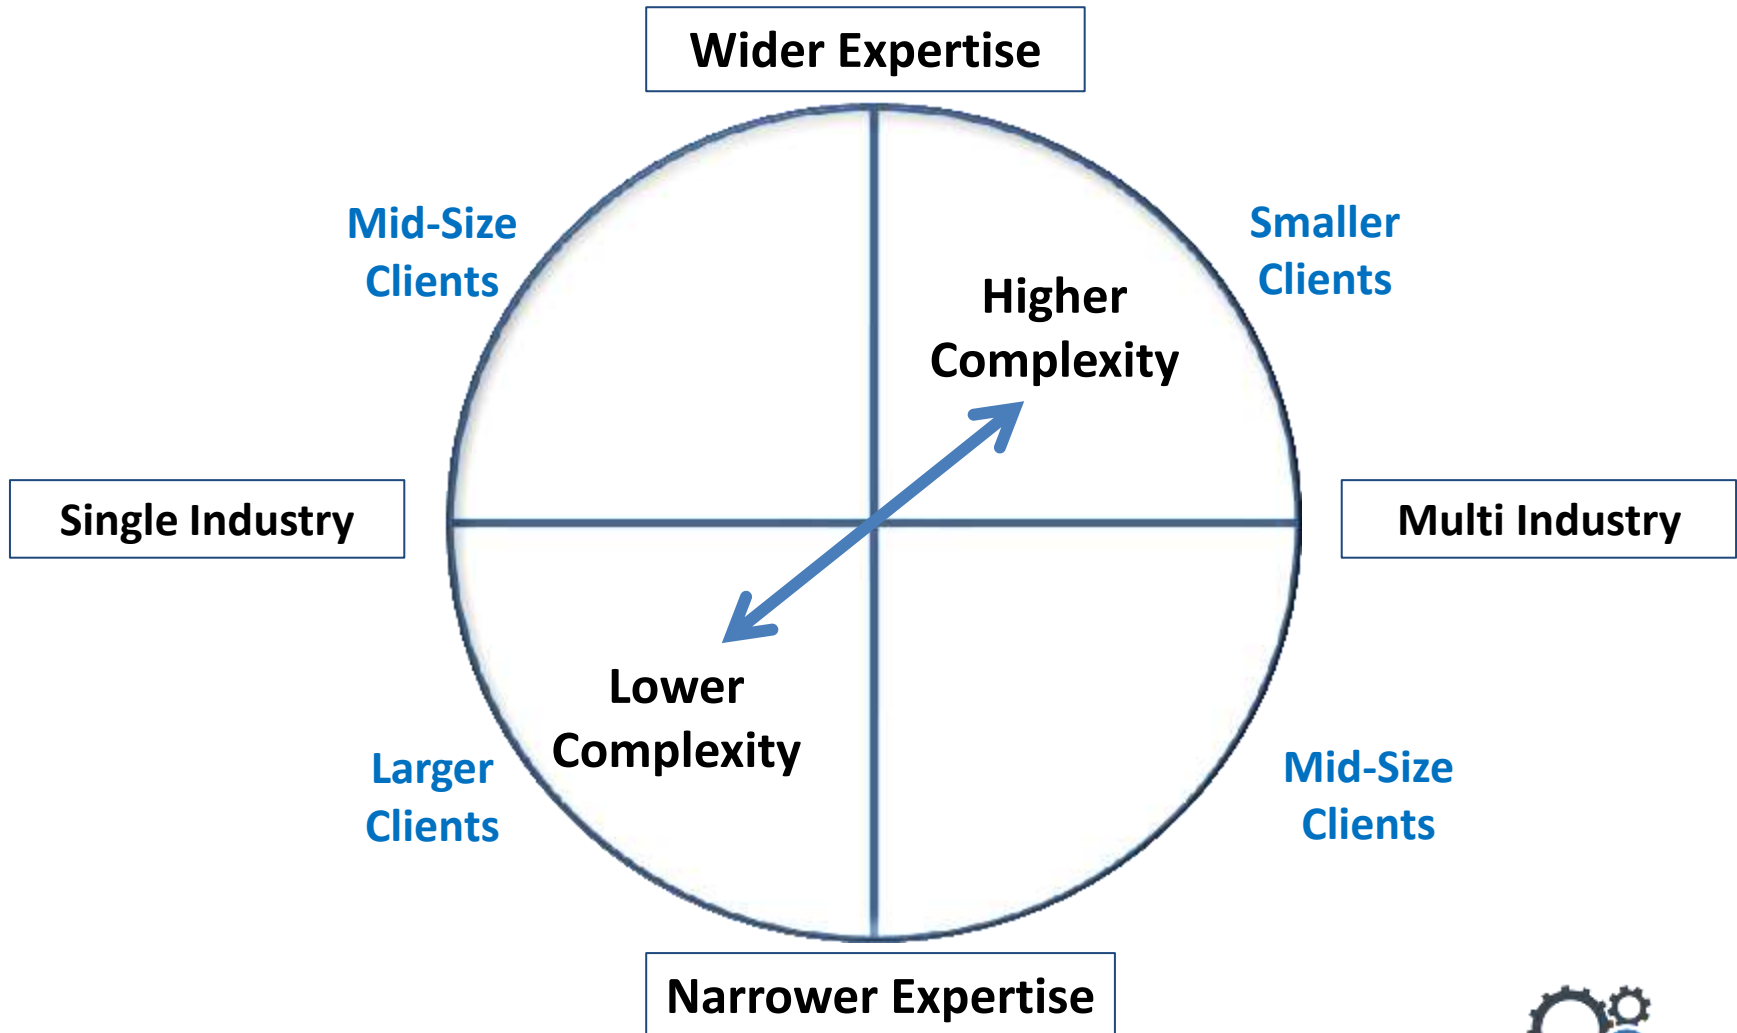 Wider Expertise
Mid-Size
Clients
Smaller
Clients
Higher
Complexity
Single Industry
Multi Industry
Lower
Complexity
Larger
Clients
Mid-Size
Clients
Narrower Expertise